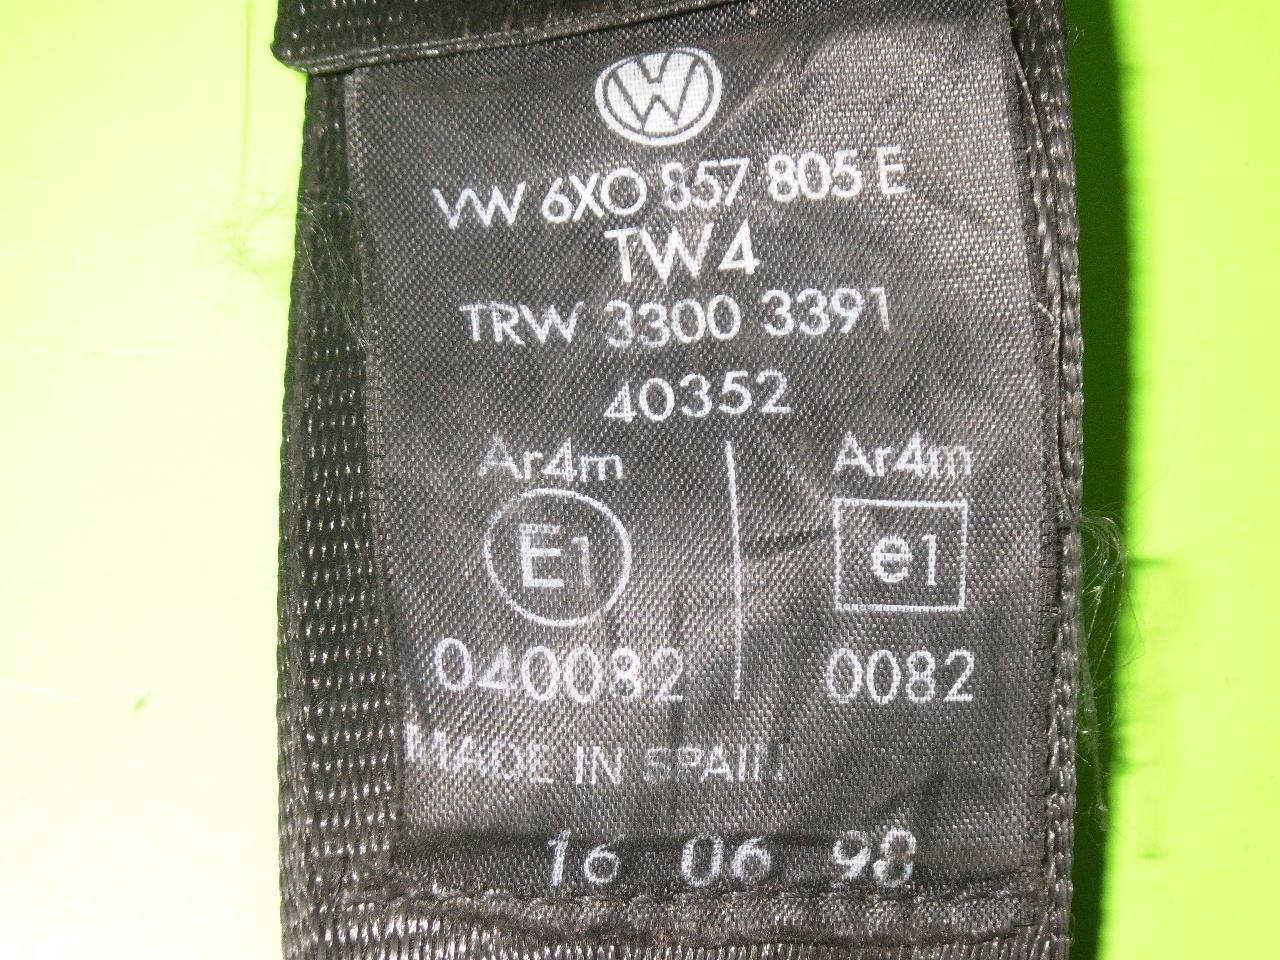 VW 6X0 857 805 E
TW4
TRW 3300 3391
40352
Ar4m Ar4m
E1 e1
040082 0082
MADE IN SPAIN
16 06 98